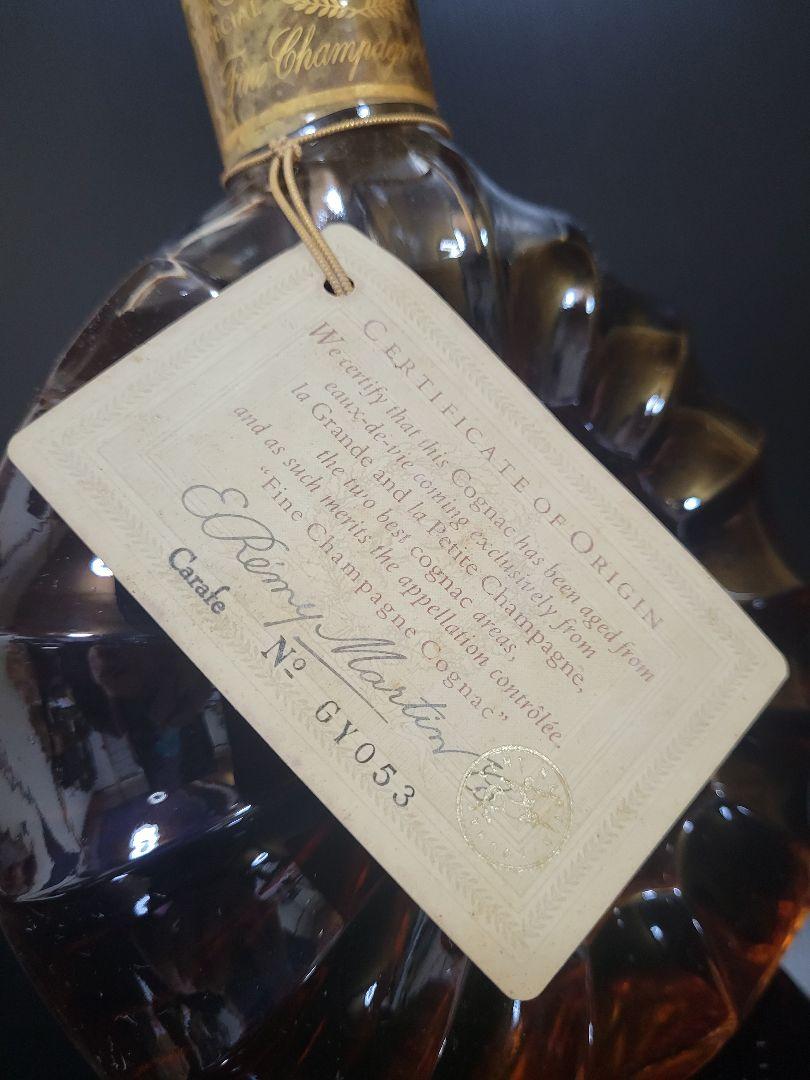 CIAL
Fine Champagne
CERTIFICATE OF ORIGIN
We certify that this Cognac has been aged from
eaux-de-vie coming exclusively from
la Grande and la Petite Champagne,
the two best cognac areas,
and as such merits the appellation contrôlée.
“Fine Champagne Cognac”
E Rémy Martin
Carafe
Nº GY053